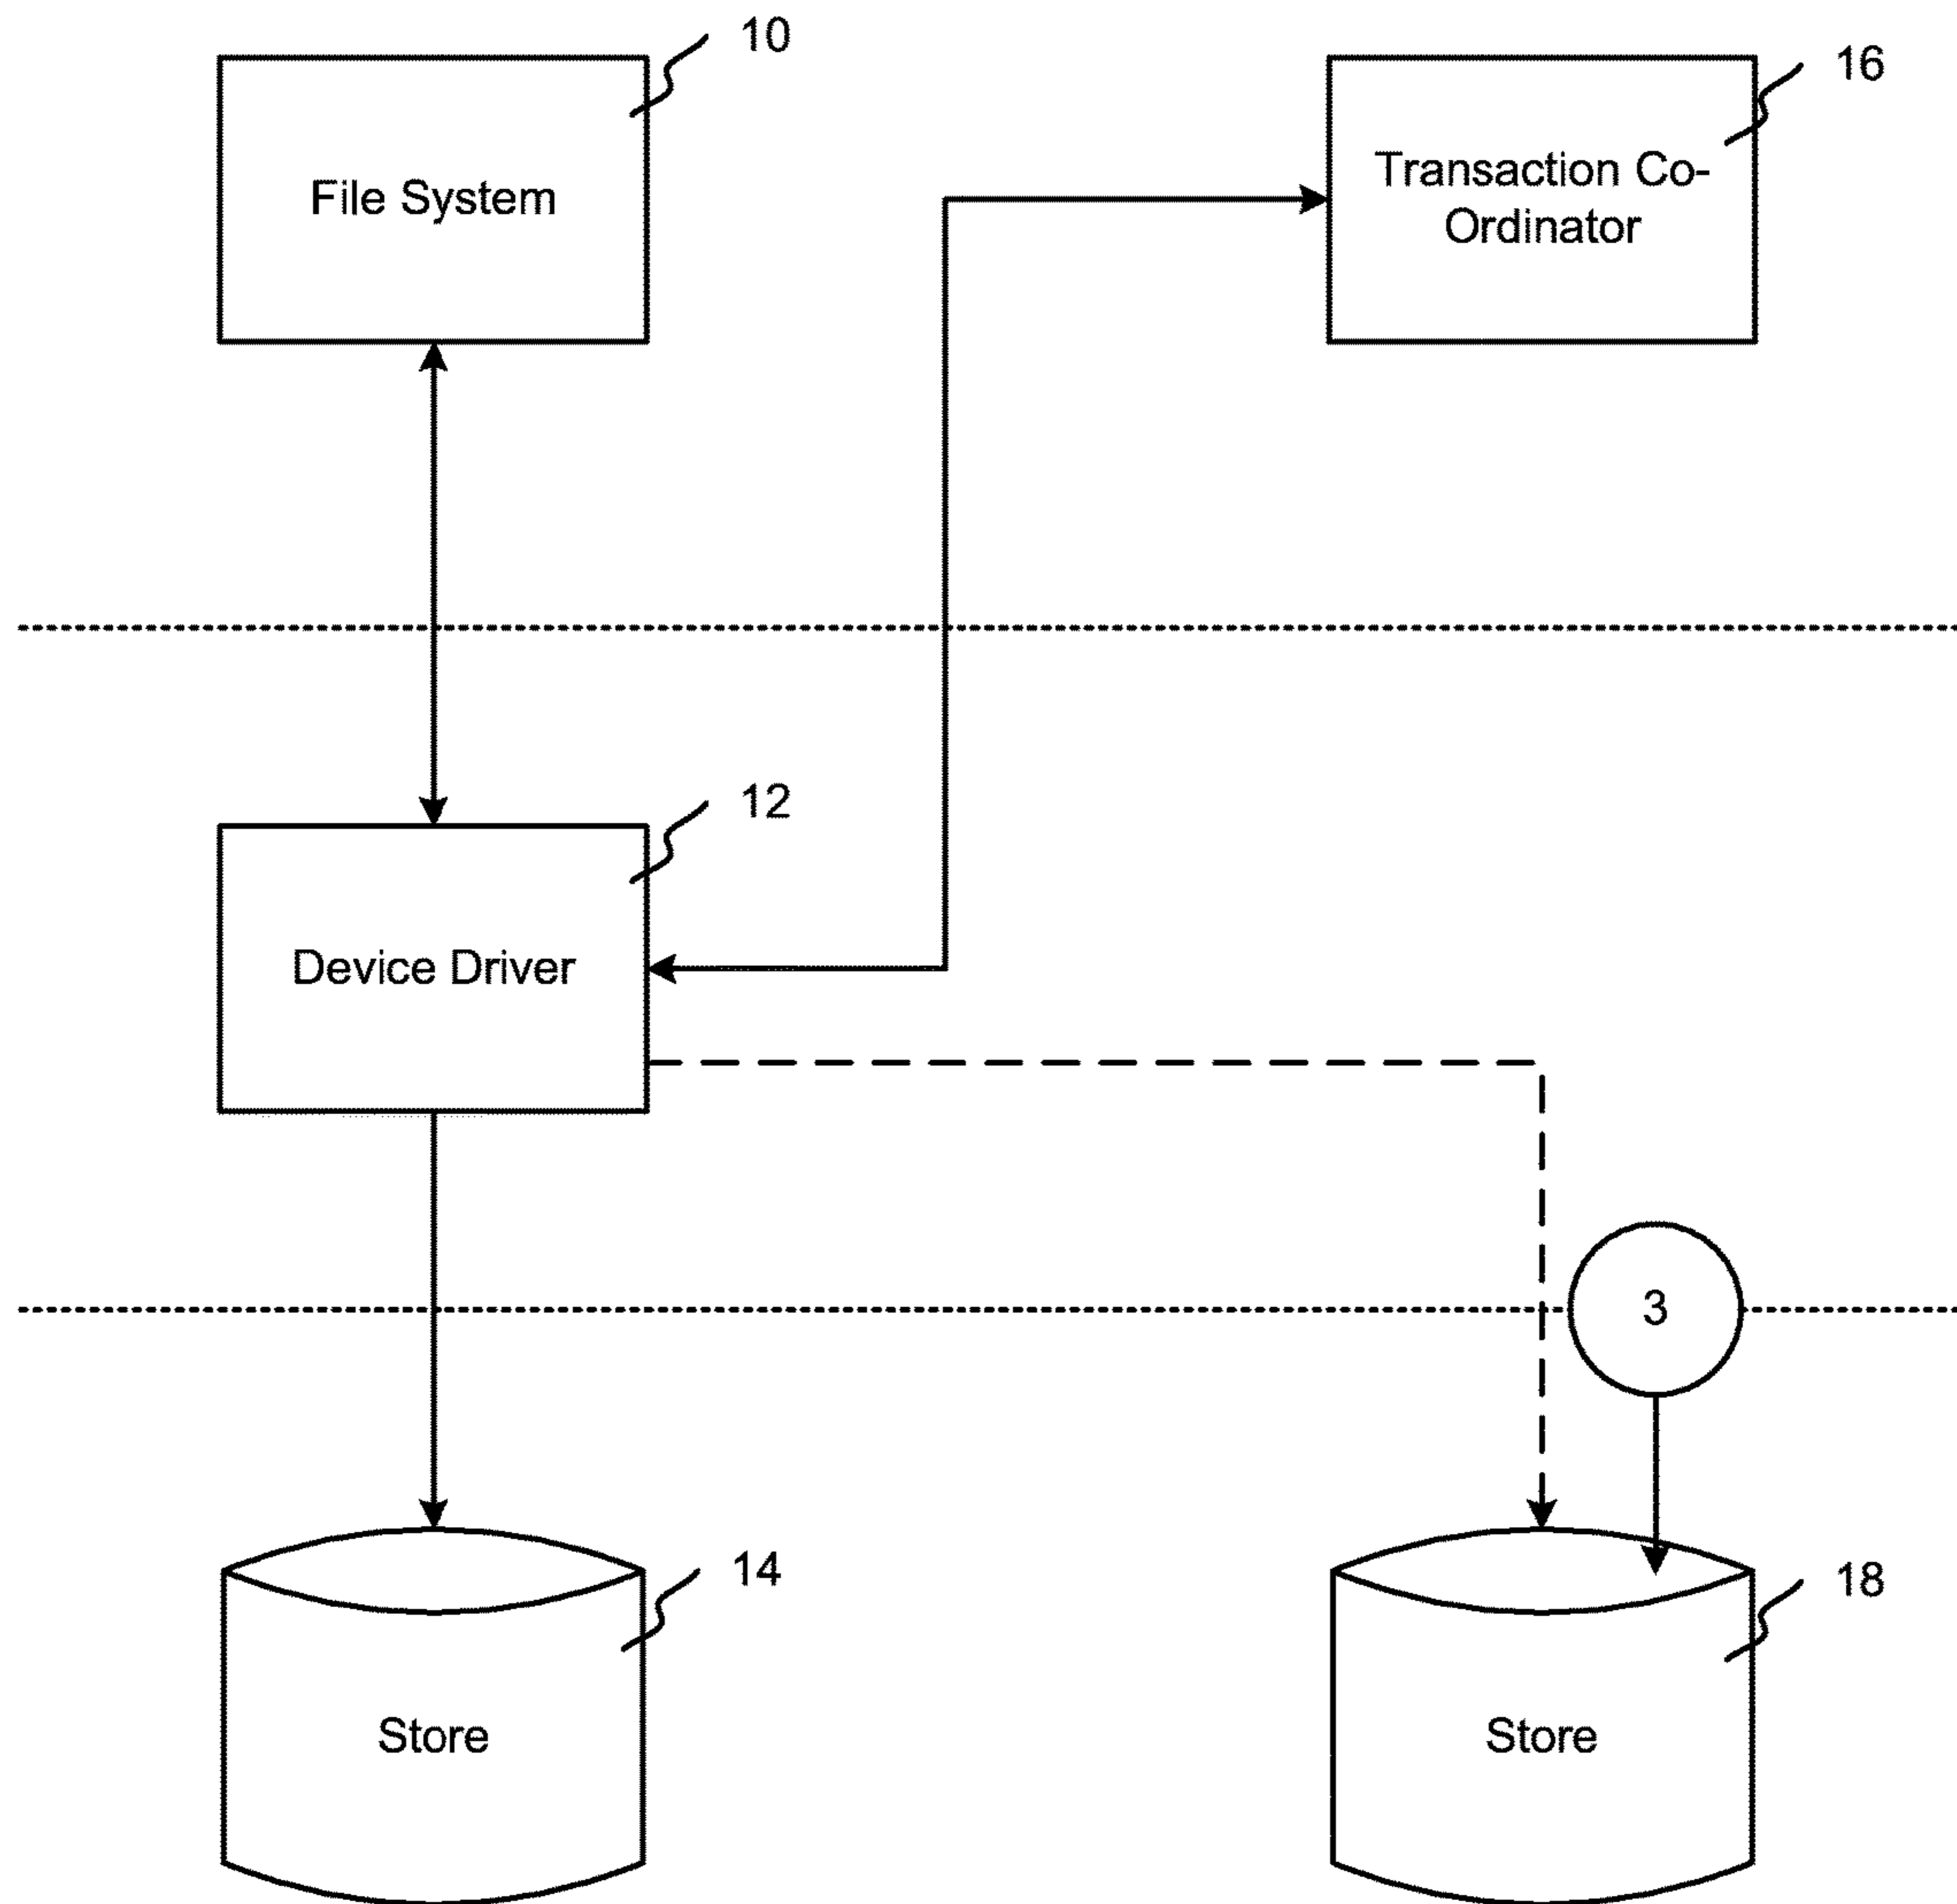 10
16
File System
Transaction Co-
Ordinator
12
Device Driver
3
14
18
Store
Store